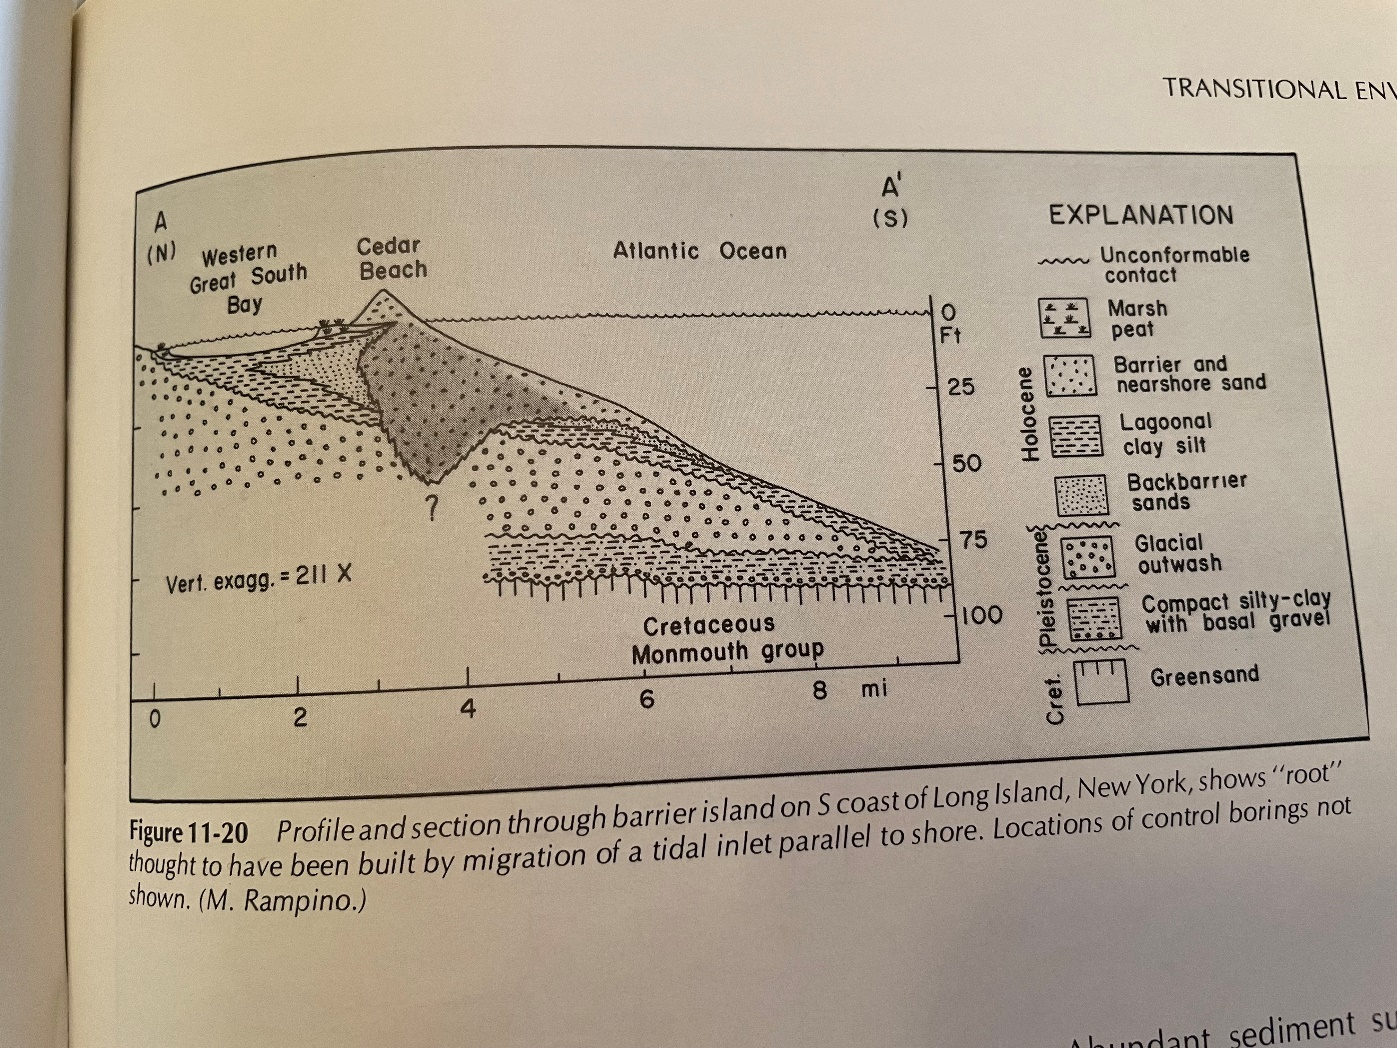 TRANSITIONAL
A
(N)
Western
Great South
Bay
Cedar
Beach
Atlantic Ocean
A'
(S)
0
Ft
25
50
75
100
?
Vert. exagg. = 211 X
Cretaceous
Monmouth group
0
2
4
6
8 mi
EXPLANATION
Unconformable
contact
Marsh
peat
Barrier and
nearshore sand
Lagoonal
clay silt
Backbarrier
sands
Glacial
outwash
Compact silty-clay
with basal gravel
Greensand
Holocene
Pleistocene
Cret.
Figure 11-20 Profile and section through barrier island on S coast of Long Island, New York, shows "root"
thought to have been built by migration of a tidal inlet parallel to shore. Locations of control borings not
shown. (M. Rampino.)
Abundant sediment